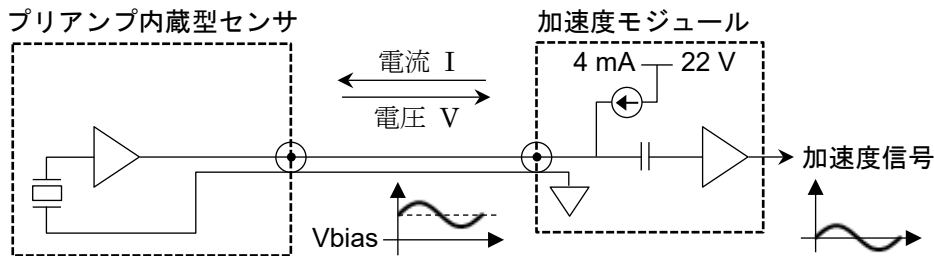 プリアンプ内蔵型センサ
加速度モジュール
電流 I
4 mA
22 V
電圧 V
加速度信号
Vbias